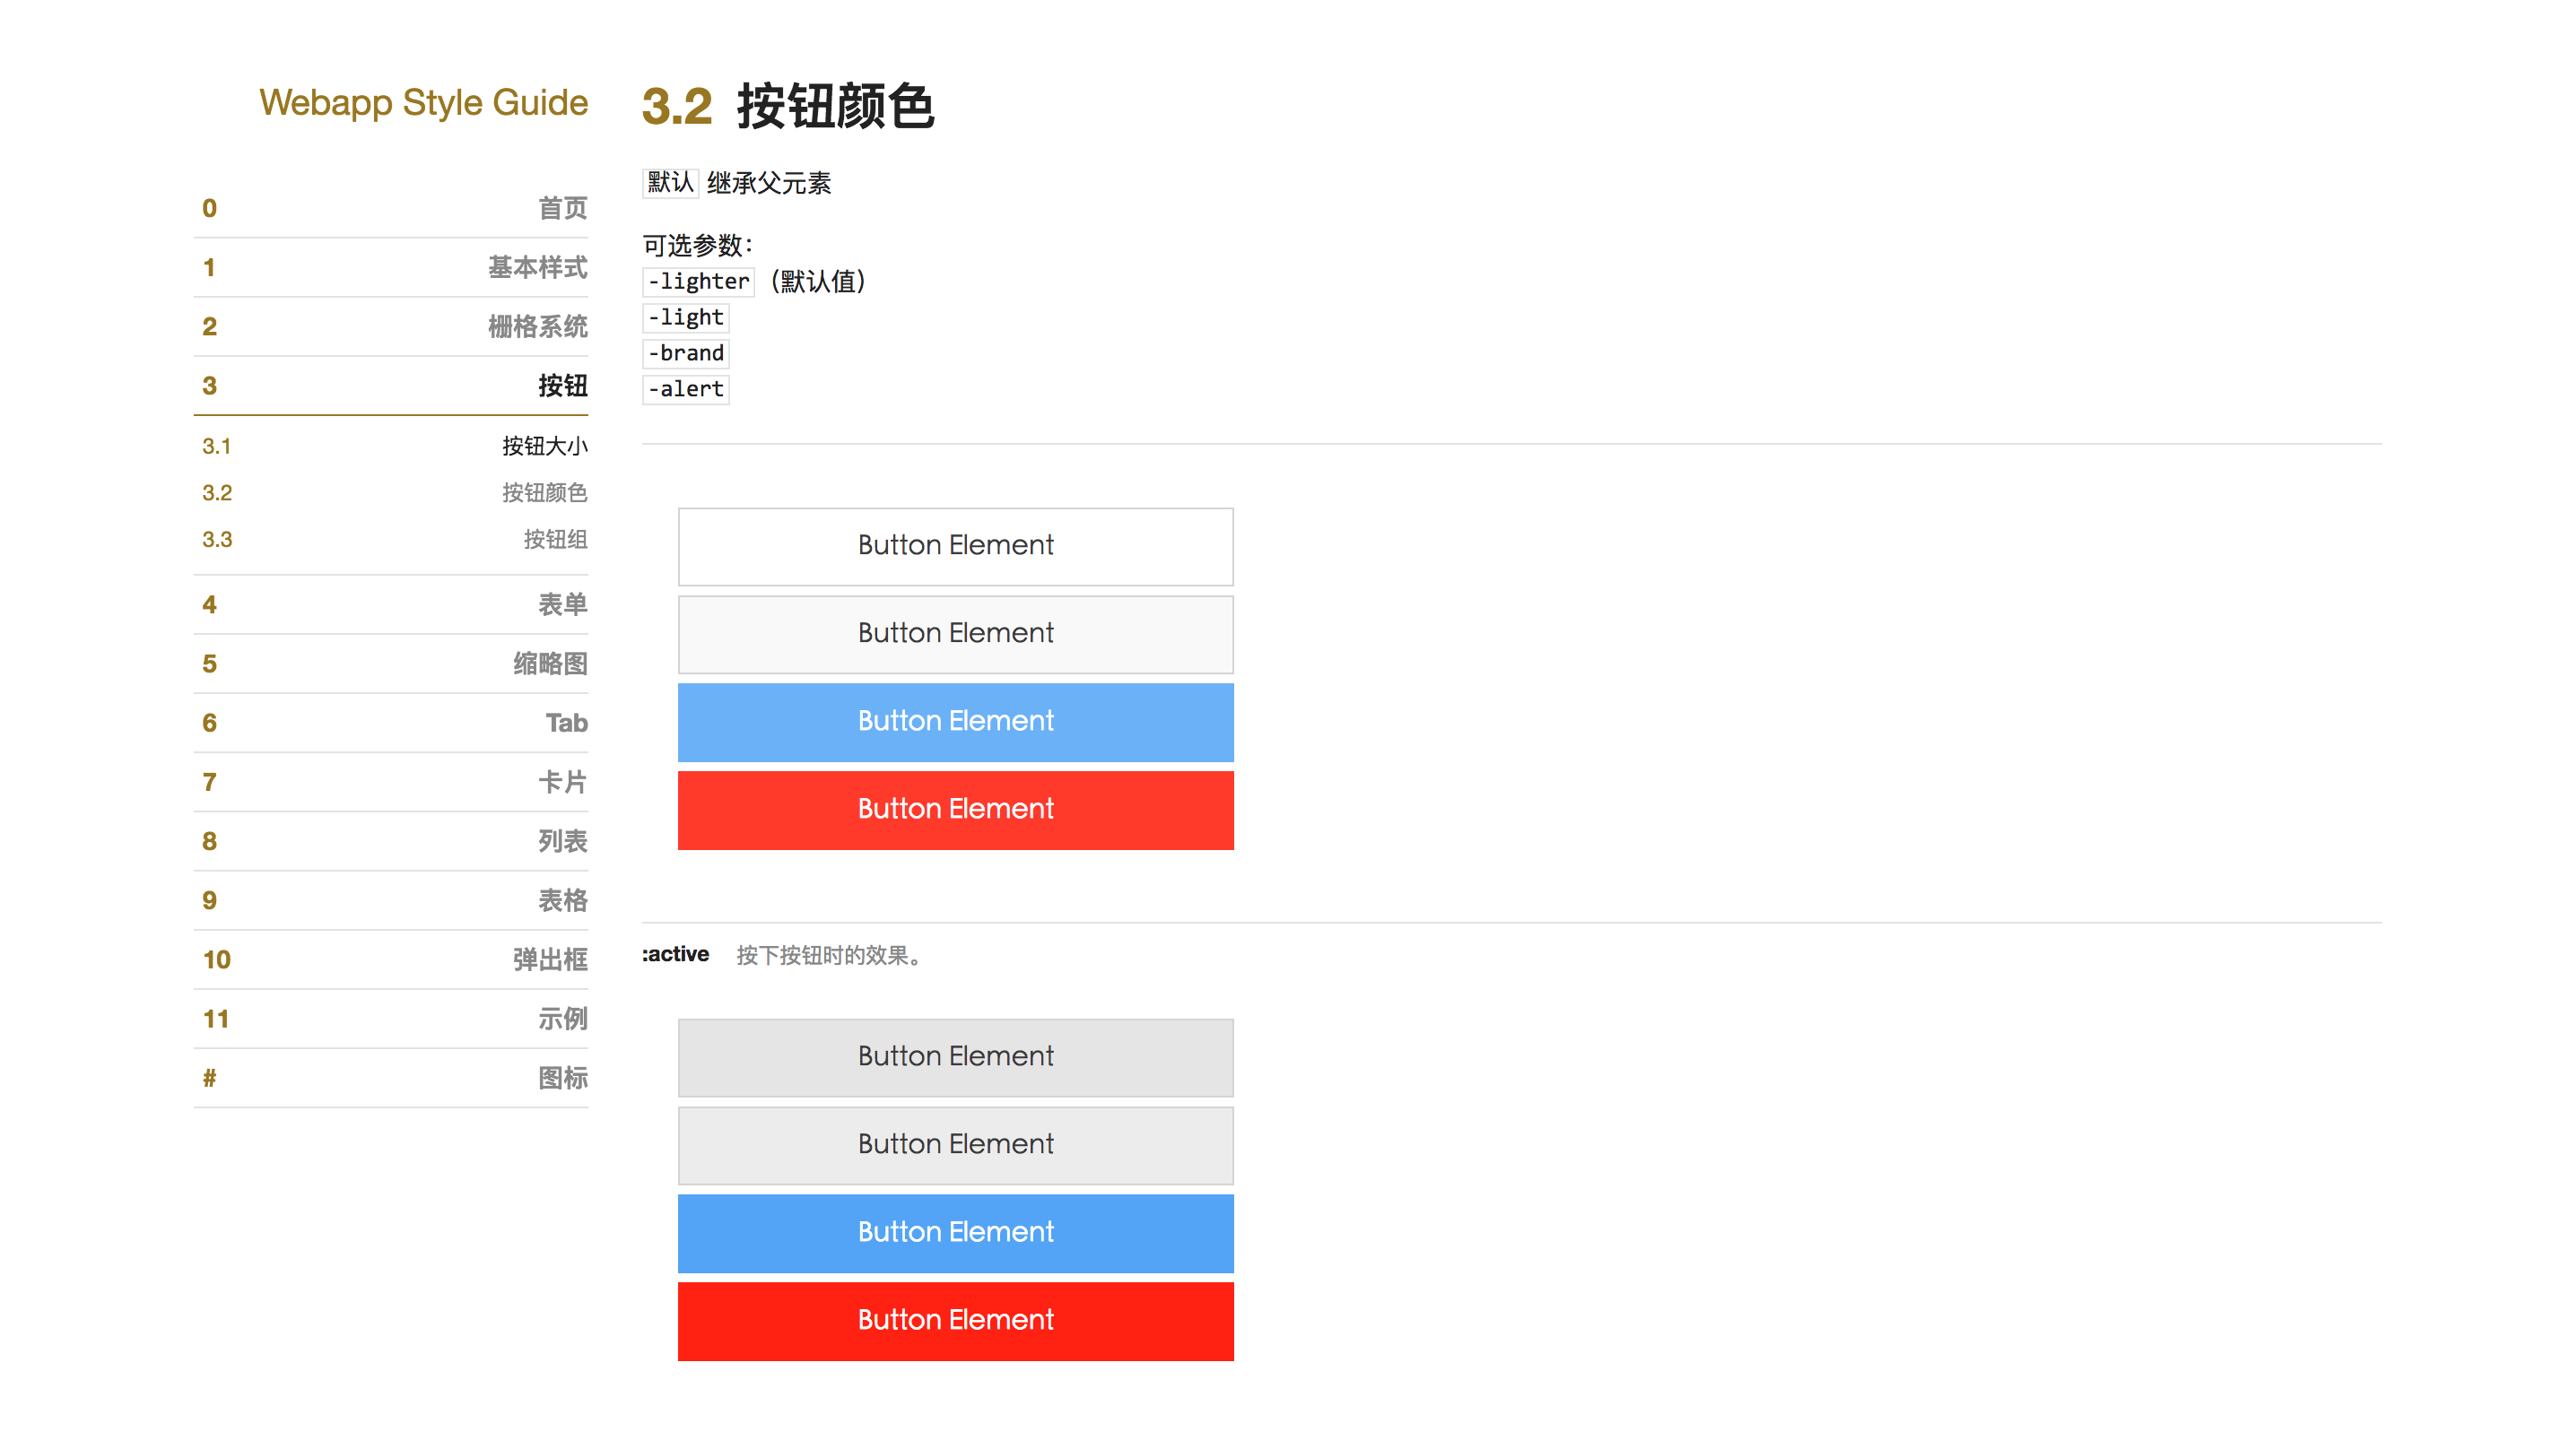 Webapp Style Guide
0 首页
1 基本样式
2 栅格系统
3 按钮
3.1 按钮大小
3.2 按钮颜色
3.3 按钮组
4 表单
5 缩略图
6 Tab
7 卡片
8 列表
9 表格
10 弹出框
11 示例
# 图标
3.2 按钮颜色
默认 继承父元素
可选参数：
-lighter （默认值）
-light
-brand
-alert
Button Element
Button Element
Button Element
Button Element
:active 按下按钮时的效果。
Button Element
Button Element
Button Element
Button Element